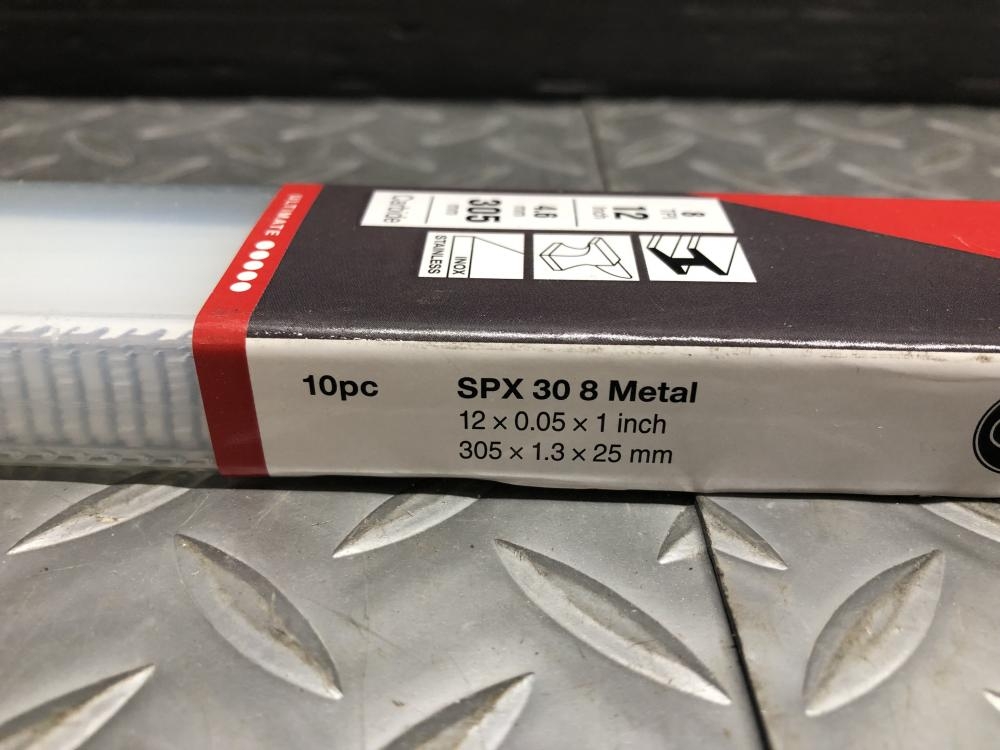 ULTIMATE
8
TPI
12
Inch
4.6
mm
305
mm
Carbide
STAINLESS
INOX
10pc
SPX 30 8 Metal
12 × 0.05 × 1 inch
305 × 1.3 × 25 mm